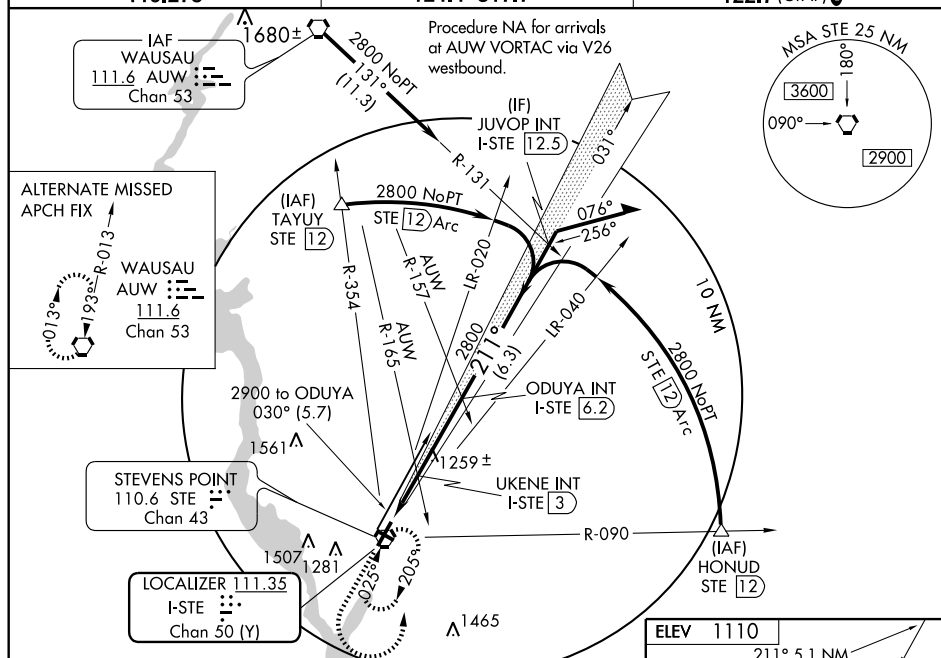 Procedure NA for arrivals
at AUW VORTAC via V26
westbound.
IAF
WAUSAU
111.6 AUW
Chan 53
1680±
2800 NoPT
131°
(11.3)
R-131
MSA STE 25 NM
180°
3600
090°
2900
(IF)
JUVOP INT
I-STE 12.5
031°
ALTERNATE MISSED
APCH FIX
R-013
013°
193°
WAUSAU
AUW
111.6
Chan 53
(IAF)
TAYUY
STE 12
2800 NoPT
STE 12 Arc
076°
256°
R-354
AUW
R-157
AUW
R-165
LR-020
LR-040
10 NM
2800
211°
(6.3)
2800 NoPT
STE 12 Arc
ODUYA INT
I-STE 6.2
2900 to ODUYA
030° (5.7)
1561
1259±
UKENE INT
I-STE 3
STEVENS POINT
110.6 STE
Chan 43
R-090
(IAF)
HONUD
STE 12
1507
1281
025°
205°
LOCALIZER 111.35
I-STE
Chan 50 (Y)
1465
ELEV 1110
211° 5.1 NM